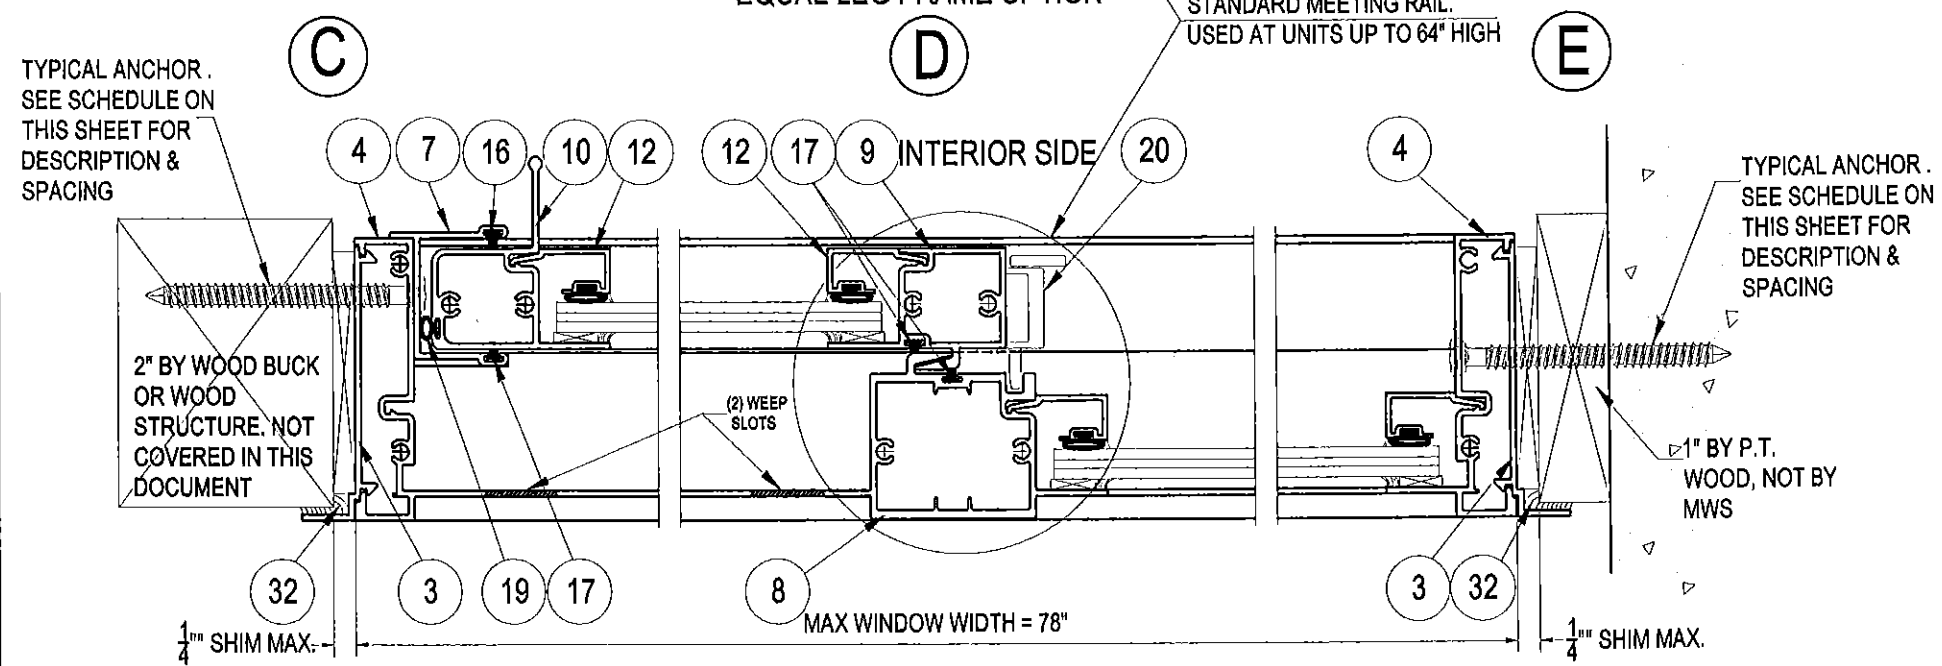 EQUAL LEG FRAME OPTION
STANDARD MEETING RAIL.
USED AT UNITS UP TO 64" HIGH
C
D
E
TYPICAL ANCHOR .
SEE SCHEDULE ON
THIS SHEET FOR
DESCRIPTION &
SPACING
4
7
16
10
12
12
17
9
INTERIOR SIDE
20
4
TYPICAL ANCHOR .
SEE SCHEDULE ON
THIS SHEET FOR
DESCRIPTION &
SPACING
2" BY WOOD BUCK
OR WOOD
STRUCTURE. NOT
COVERED IN THIS
DOCUMENT
(2) WEEP
SLOTS
1" BY P.T.
WOOD, NOT BY
MWS
32
3
19
17
8
3
32
1/4"" SHIM MAX.
MAX WINDOW WIDTH = 78"
1/4"" SHIM MAX.